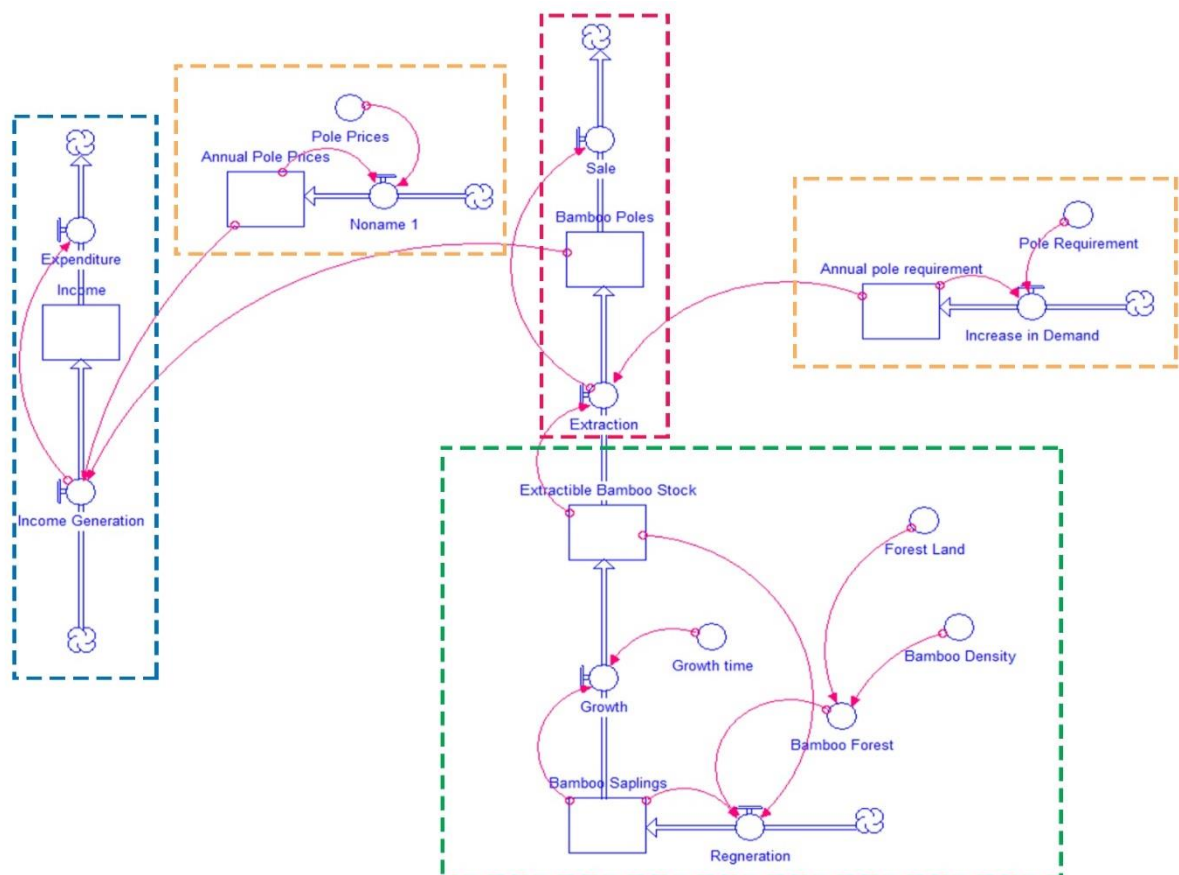 Pole Prices
Annual Pole Prices
Noname 1
Sale
Bamboo Poles
Expenditure
Income
Income Generation
Pole Requirement
Annual pole requirement
Increase in Demand
Extraction
Extractible Bamboo Stock
Forest Land
Growth time
Bamboo Density
Growth
Bamboo Forest
Bamboo Saplings
Regneration